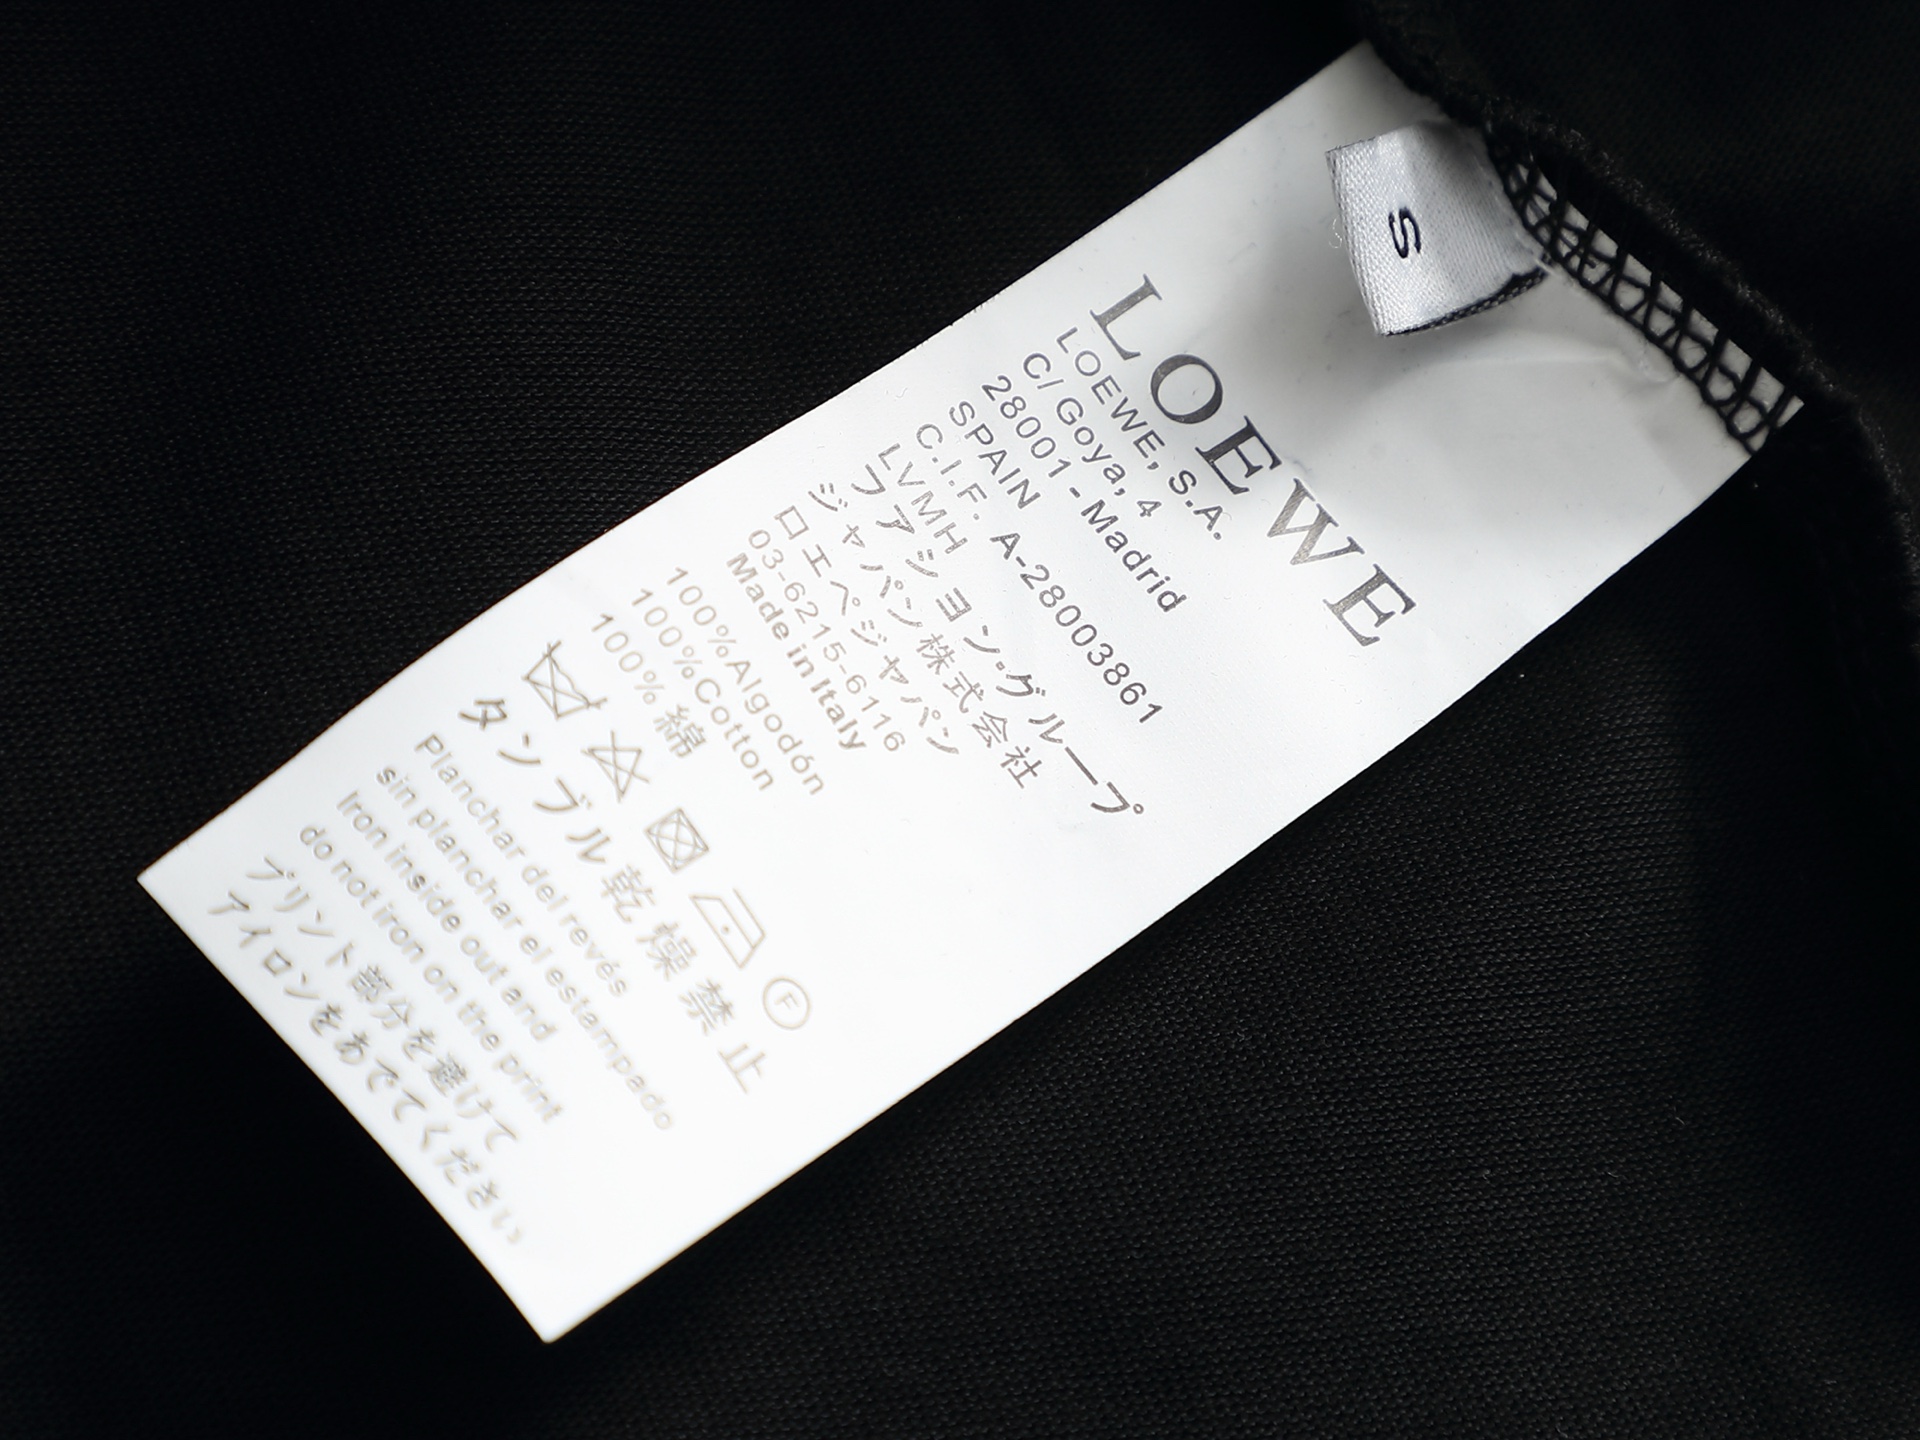 S
LOEWE
LOEWE, S.A.
C/ Goya, 4
28001 - Madrid
SPAIN
C.I.F. A-28003861
LVMH
ファッション・グループ
ジャパン株式会社
ロエベジャパン
03-6215-6116
Made in Italy
100%Algodón
100%Cotton
100%綿
F
タンブル乾燥禁止
Planchar del revés
sin planchar el estampado
Iron inside out and
do not iron on the print
プリント部分を避けて
アイロンをあててください